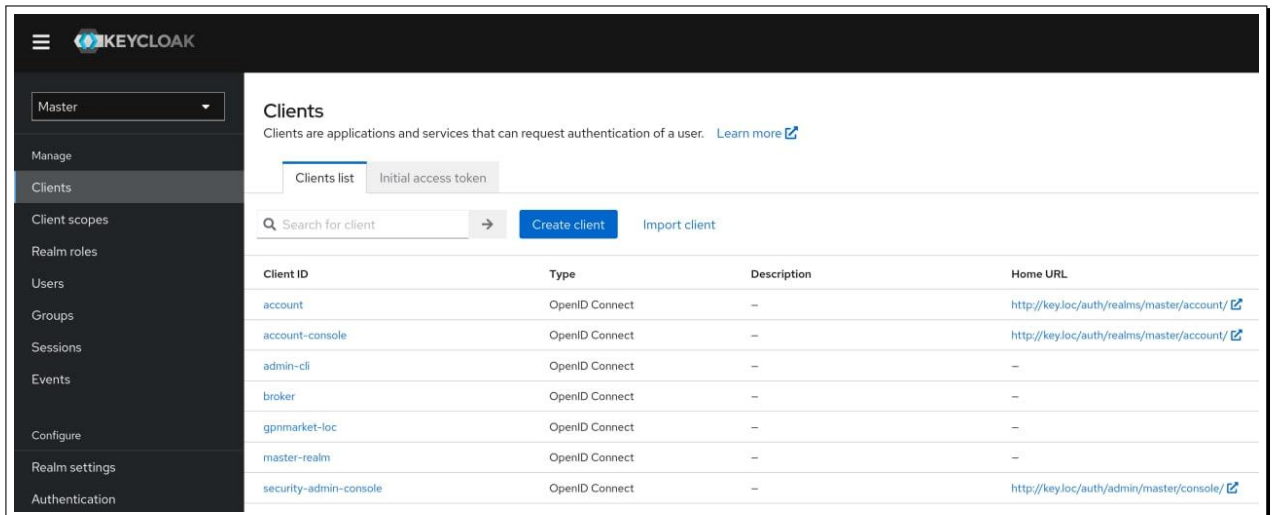 KEYCLOAK
Master
Manage
Clients
Client scopes
Realm roles
Users
Groups
Sessions
Events
Configure
Realm settings
Authentication
Clients
Clients are applications and services that can request authentication of a user. Learn more
Clients list Initial access token
Search for client Create client Import client
Client ID Type Description Home URL
account OpenID Connect – http://key.loc/auth/realms/master/account/
account-console OpenID Connect – http://key.loc/auth/realms/master/account/
admin-cli OpenID Connect – –
broker OpenID Connect – –
gpnmarket-loc OpenID Connect – –
master-realm OpenID Connect – –
security-admin-console OpenID Connect – http://key.loc/auth/admin/master/console/